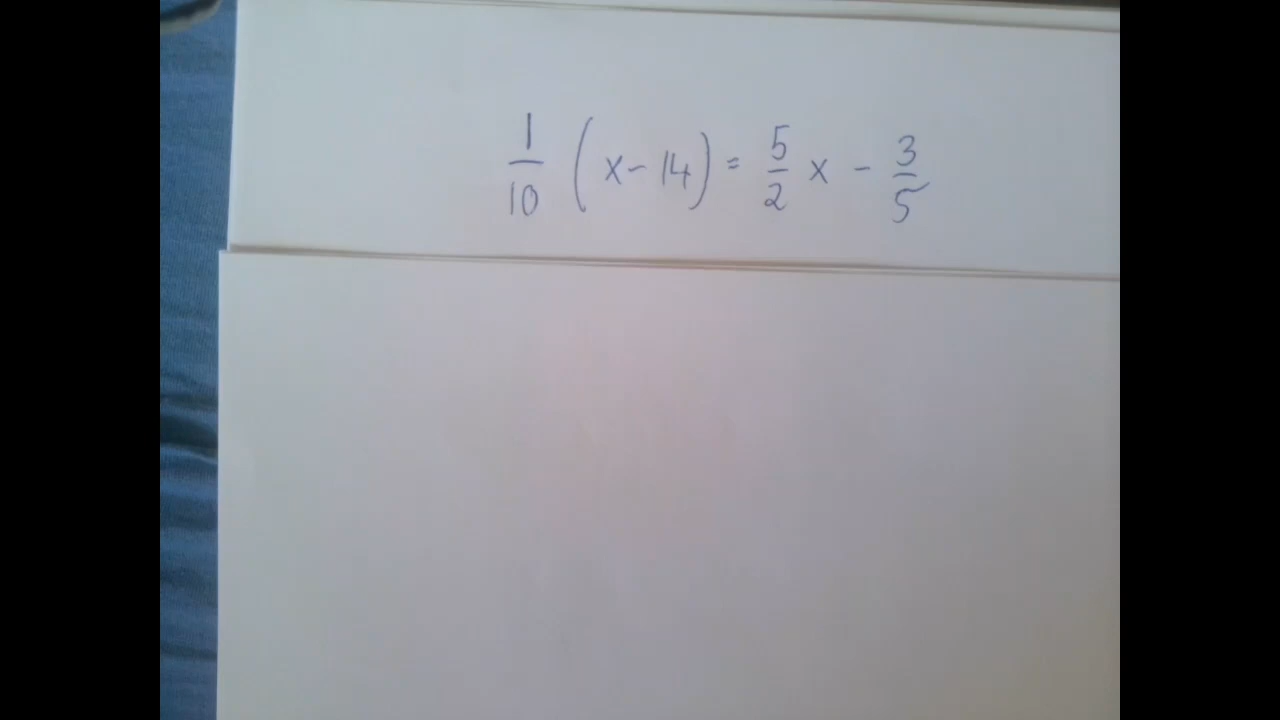 1/10 (x - 14) = 5/2 x - 3/5